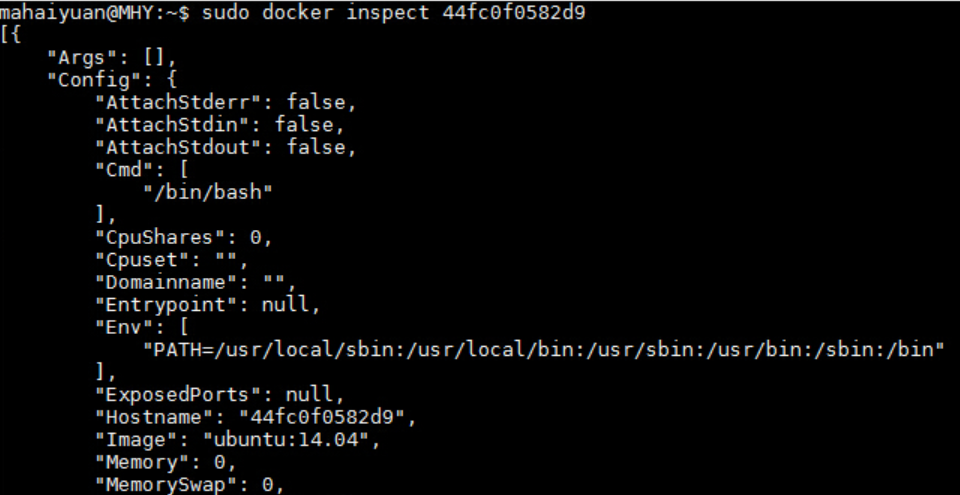 mahaiyuan@MHY:~$ sudo docker inspect 44fc0f0582d9
[{
    "Args": [],
    "Config": {
        "AttachStderr": false,
        "AttachStdin": false,
        "AttachStdout": false,
        "Cmd": [
            "/bin/bash"
        ],
        "CpuShares": 0,
        "Cpuset": "",
        "Domainname": "",
        "Entrypoint": null,
        "Env": [
            "PATH=/usr/local/sbin:/usr/local/bin:/usr/sbin:/usr/bin:/sbin:/bin"
        ],
        "ExposedPorts": null,
        "Hostname": "44fc0f0582d9",
        "Image": "ubuntu:14.04",
        "Memory": 0,
        "MemorySwap": 0,